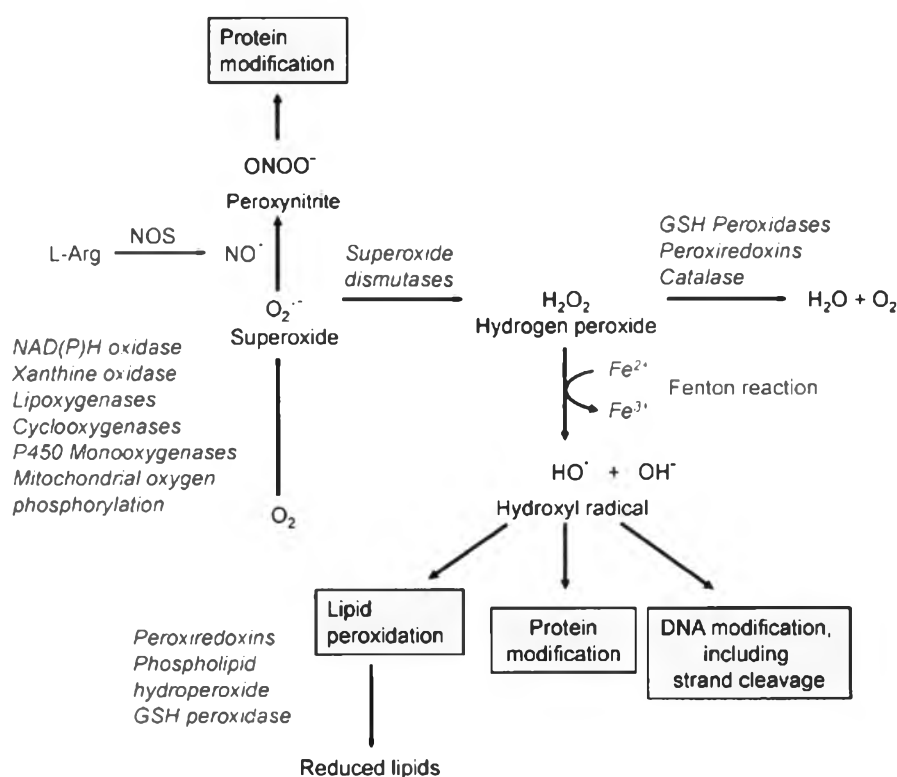 Protein
modification
ONOO⁻
Peroxynitrite
L-Arg
NOS
NO˙
Superoxide
dismutases
GSH Peroxidases
Peroxiredoxins
Catalase
O₂˙⁻
Superoxide
H₂O₂
Hydrogen peroxide
H₂O + O₂
NAD(P)H oxidase
Xanthine oxidase
Lipoxygenases
Cyclooxygenases
P450 Monooxygenases
Mitochondrial oxygen
phosphorylation
O₂
Fe²⁺
Fe³⁺
Fenton reaction
HO˙ + OH⁻
Hydroxyl radical
Lipid
peroxidation
Protein
modification
DNA modification,
including
strand cleavage
Peroxiredoxins
Phospholipid
hydroperoxide
GSH peroxidase
Reduced lipids